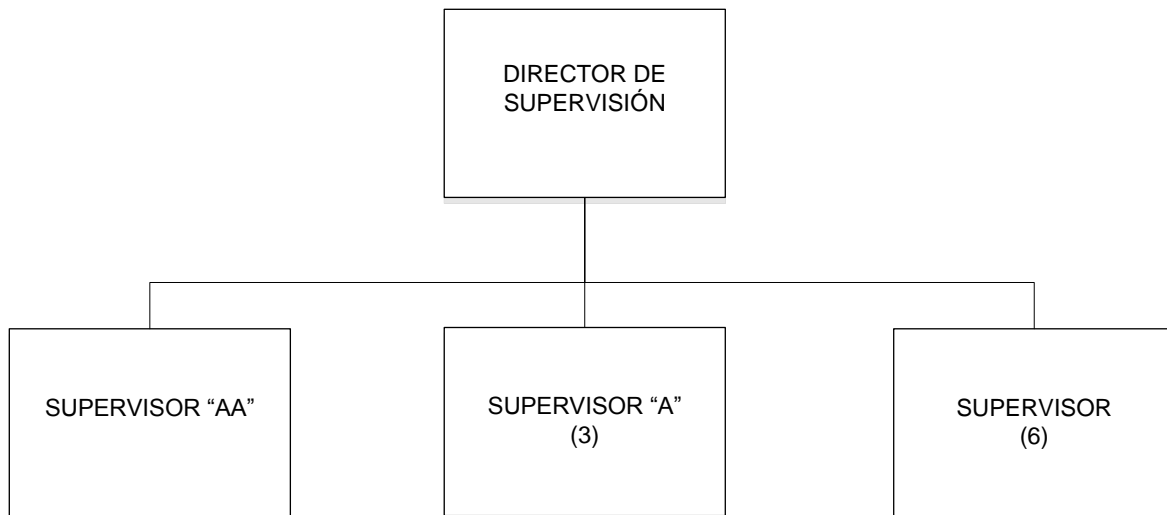 DIRECTOR DE
SUPERVISIÓN
SUPERVISOR “AA”
SUPERVISOR “A”
(3)
SUPERVISOR
(6)